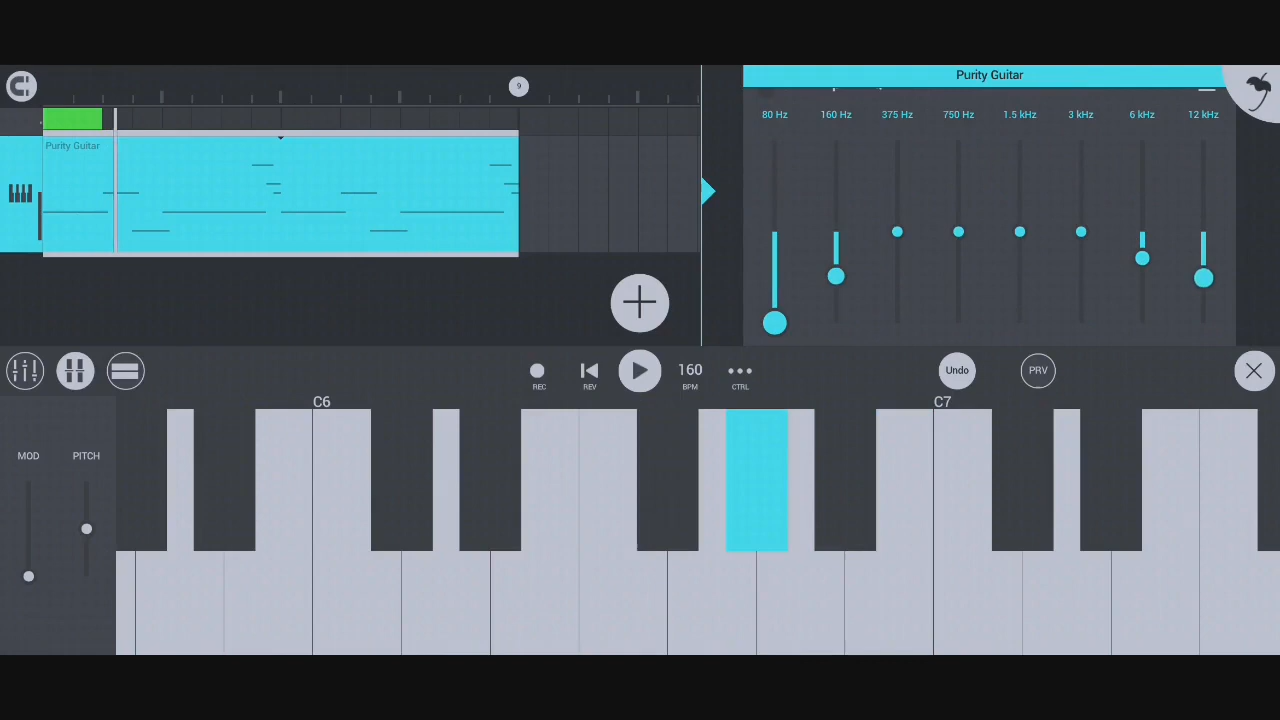 Purity Guitar
9
80 Hz 160 Hz 375 Hz 750 Hz 1.5 kHz 3 kHz 6 kHz 12 kHz
Purity Guitar
REC REV 160 BPM CTRL Undo PRV
C6 C7
MOD PITCH